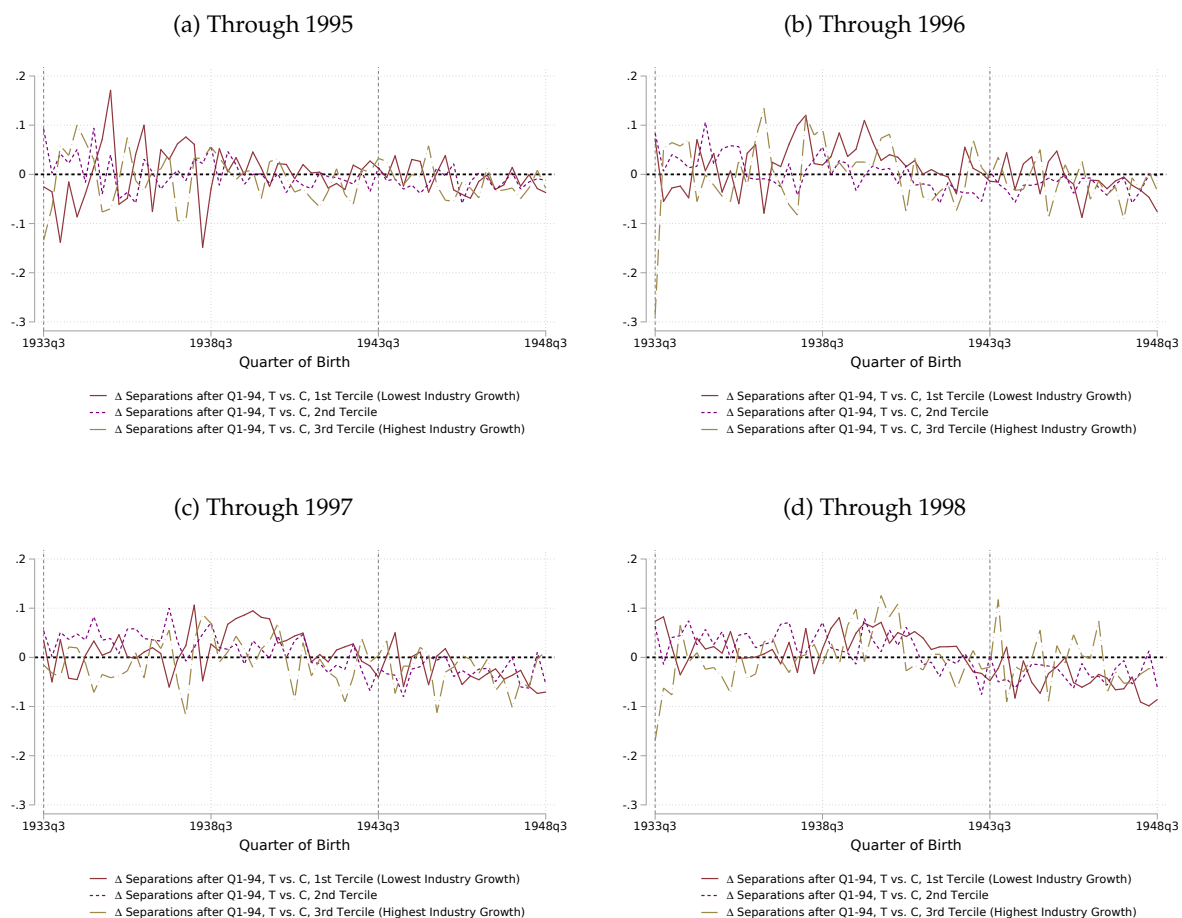 (a) Through 1995
.2
.1
0
-.1
-.2
-.3
1933q3 1938q3 1943q3 1948q3
Quarter of Birth
Δ Separations after Q1-94, T vs. C, 1st Tercile (Lowest Industry Growth)
Δ Separations after Q1-94, T vs. C, 2nd Tercile
Δ Separations after Q1-94, T vs. C, 3rd Tercile (Highest Industry Growth)
(b) Through 1996
.2
.1
0
-.1
-.2
-.3
1933q3 1938q3 1943q3 1948q3
Quarter of Birth
Δ Separations after Q1-94, T vs. C, 1st Tercile (Lowest Industry Growth)
Δ Separations after Q1-94, T vs. C, 2nd Tercile
Δ Separations after Q1-94, T vs. C, 3rd Tercile (Highest Industry Growth)
(c) Through 1997
.2
.1
0
-.1
-.2
-.3
1933q3 1938q3 1943q3 1948q3
Quarter of Birth
Δ Separations after Q1-94, T vs. C, 1st Tercile (Lowest Industry Growth)
Δ Separations after Q1-94, T vs. C, 2nd Tercile
Δ Separations after Q1-94, T vs. C, 3rd Tercile (Highest Industry Growth)
(d) Through 1998
.2
.1
0
-.1
-.2
-.3
1933q3 1938q3 1943q3 1948q3
Quarter of Birth
Δ Separations after Q1-94, T vs. C, 1st Tercile (Lowest Industry Growth)
Δ Separations after Q1-94, T vs. C, 2nd Tercile
Δ Separations after Q1-94, T vs. C, 3rd Tercile (Highest Industry Growth)